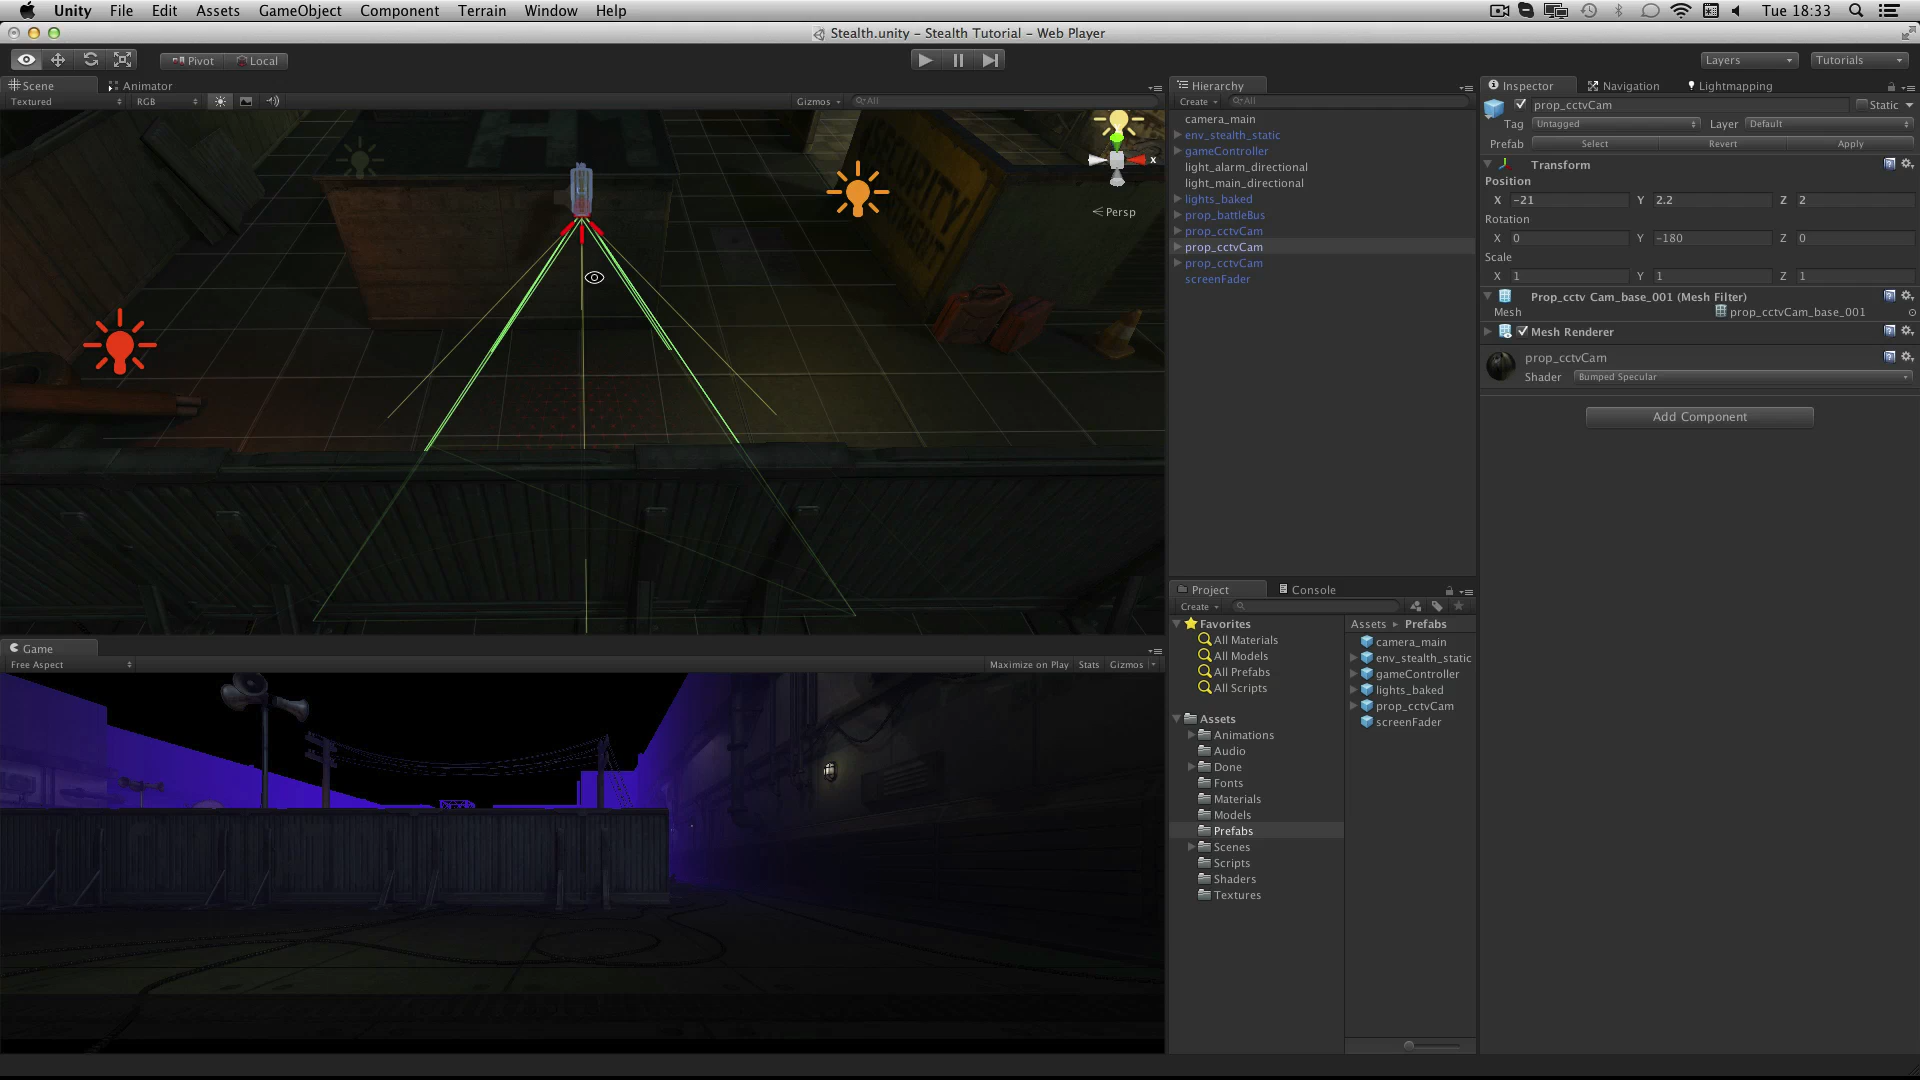 Unity File Edit Assets GameObject Component Terrain Window Help
Tue 18:33
Stealth.unity - Stealth Tutorial - Web Player
Pivot Local
Layers
Tutorials
Scene
Animator
Textured
RGB
Gizmos
All
x
Persp
Game
Free Aspect
Maximize on Play Stats Gizmos
Hierarchy
Create
All
camera_main
env_stealth_static
gameController
light_alarm_directional
light_main_directional
lights_baked
prop_battleBus
prop_cctvCam
prop_cctvCam
prop_cctvCam
screenFader
Project
Console
Create
Favorites
All Materials
All Models
All Prefabs
All Scripts
Assets
Animations
Audio
Done
Fonts
Materials
Models
Prefabs
Scenes
Scripts
Shaders
Textures
Assets Prefabs
camera_main
env_stealth_static
gameController
lights_baked
prop_cctvCam
screenFader
Inspector
Navigation
Lightmapping
prop_cctvCam
Static
Tag Untagged Layer Default
Prefab Select Revert Apply
Transform
Position
X -21 Y 2.2 Z 2
Rotation
X 0 Y -180 Z 0
Scale
X 1 Y 1 Z 1
Prop_cctv Cam_base_001 (Mesh Filter)
Mesh prop_cctvCam_base_001
Mesh Renderer
prop_cctvCam
Shader Bumped Specular
Add Component